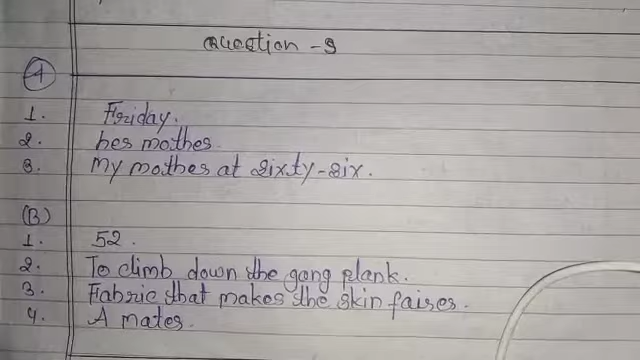 Question - 3
A
1. Friday.
2. her mother.
3. My mother at sixty-six.
(B)
1. 52.
2. To climb down the gang plank.
3. Fabric that makes the skin fairer.
4. A mater.